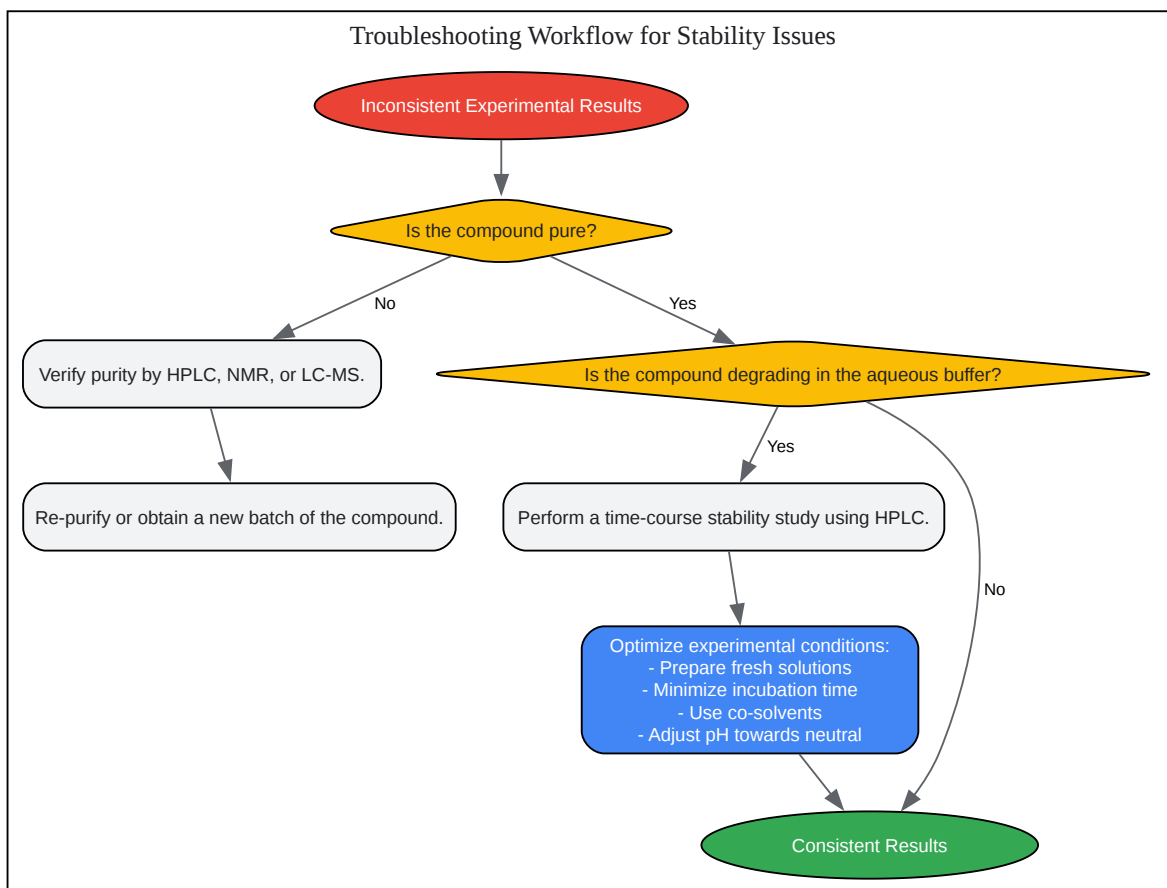 Troubleshooting Workflow for Stability Issues
Inconsistent Experimental Results
Is the compound pure?
No
Yes
Verify purity by HPLC, NMR, or LC-MS.
Is the compound degrading in the aqueous buffer?
Yes
Re-purify or obtain a new batch of the compound.
Perform a time-course stability study using HPLC.
No
Optimize experimental conditions:
- Prepare fresh solutions
- Minimize incubation time
- Use co-solvents
- Adjust pH towards neutral
Consistent Results